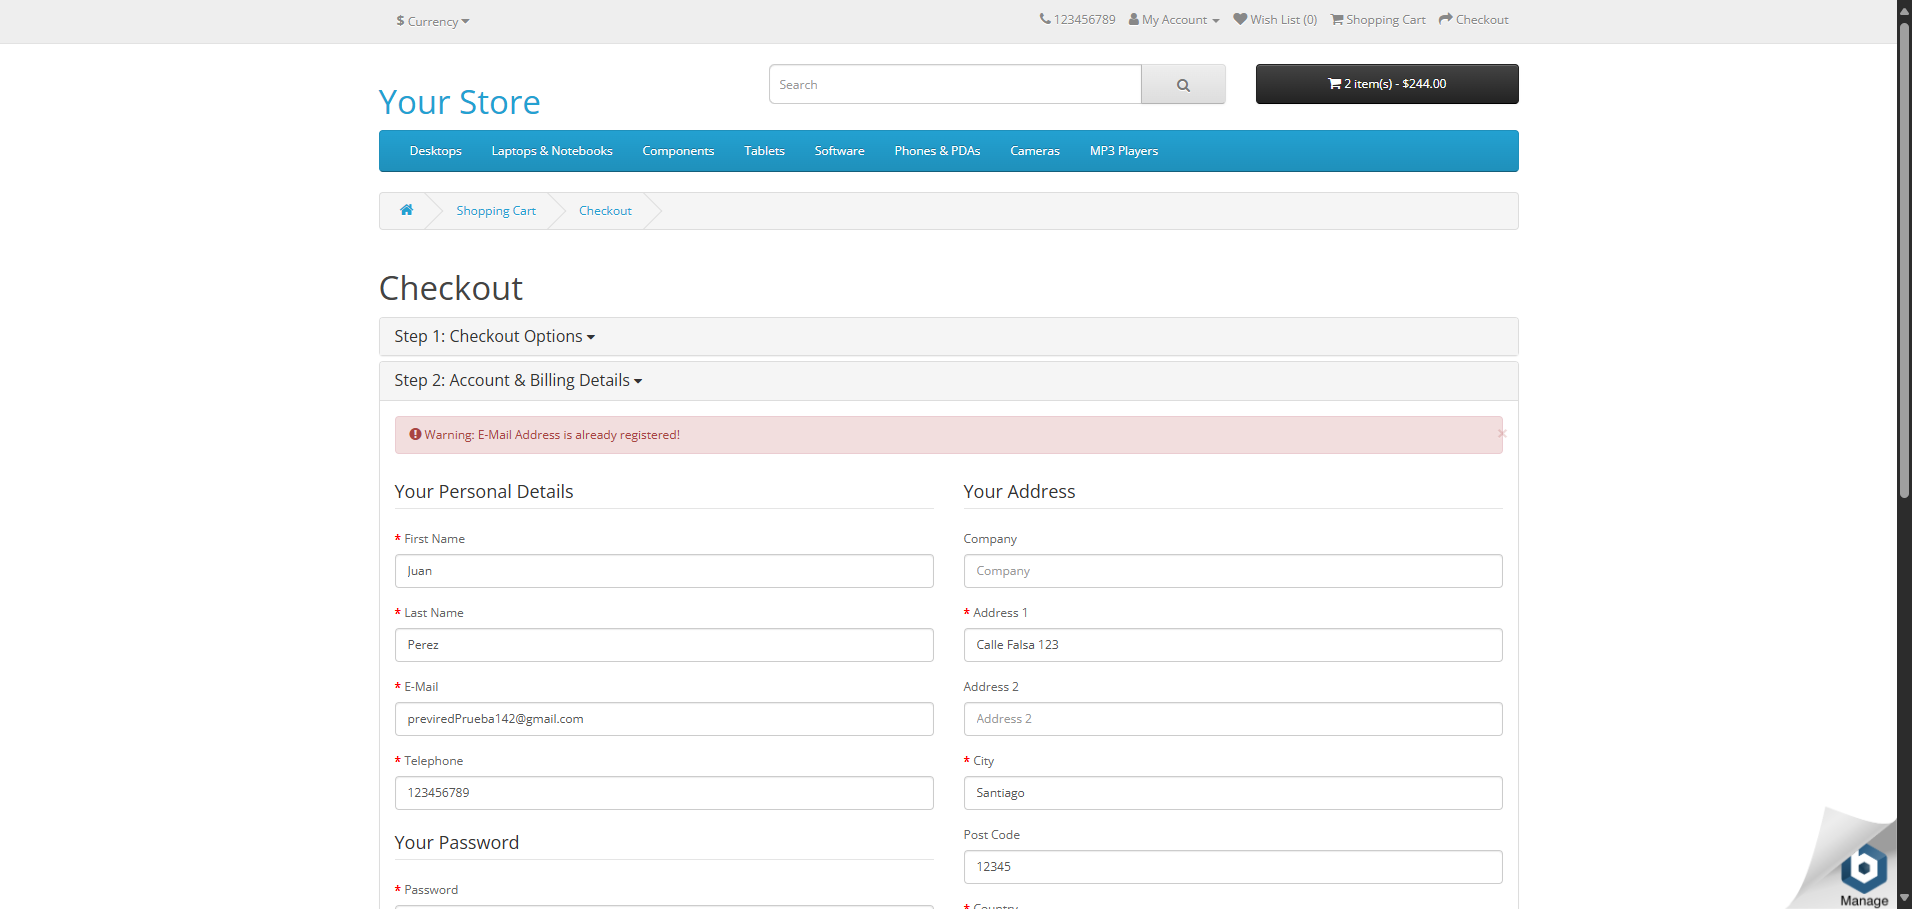 $ Currency
123456789 My Account Wish List (0) Shopping Cart Checkout
Your Store
Search
2 item(s) - $244.00
Desktops Laptops & Notebooks Components Tablets Software Phones & PDAs Cameras MP3 Players
Shopping Cart Checkout
Checkout
Step 1: Checkout Options
Step 2: Account & Billing Details
Warning: E-Mail Address is already registered!
×
Your Personal Details
* First Name
Juan
* Last Name
Perez
* E-Mail
previredPrueba142@gmail.com
* Telephone
123456789
Your Password
* Password
Your Address
Company
Company
* Address 1
Calle Falsa 123
Address 2
Address 2
* City
Santiago
Post Code
12345
* Country
b
Manage